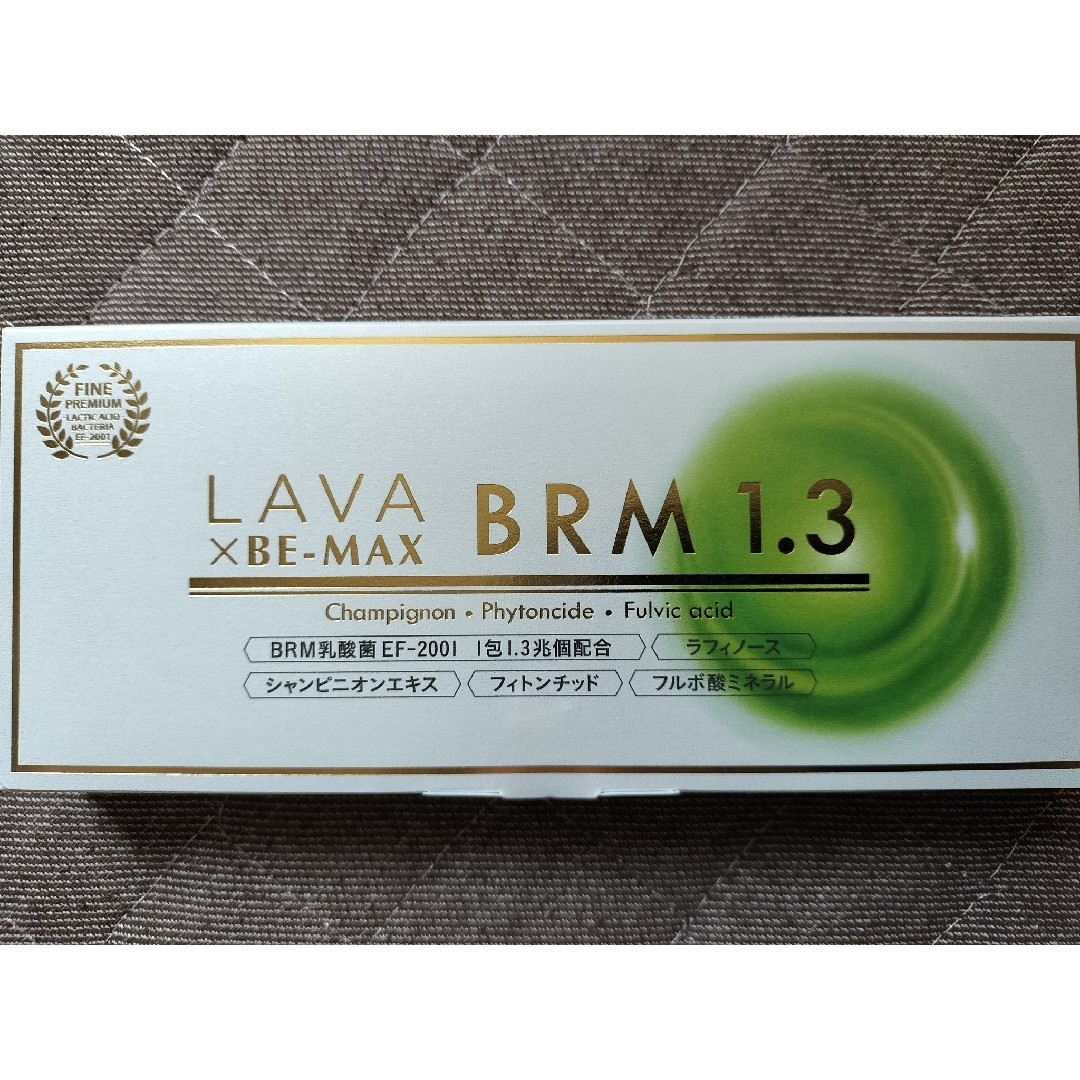 FINE
PREMIUM
LACTIC ACID
BACTERIA
EF-2001
LAVA
×BE-MAX
BRM 1.3
Champignon • Phytoncide • Fulvic acid
BRM乳酸菌EF-2001 1包1.3兆個配合
ラフィノース
シャンピニオンエキス
フィトンチッド
フルボ酸ミネラル